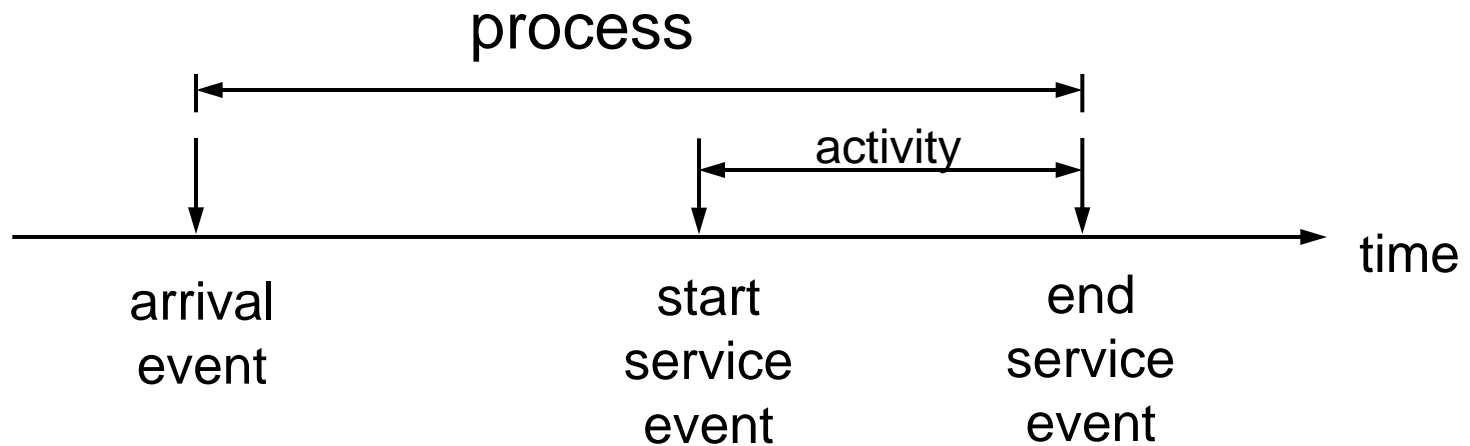 process
activity
time
arrival
event
start
service
event
end
service
event